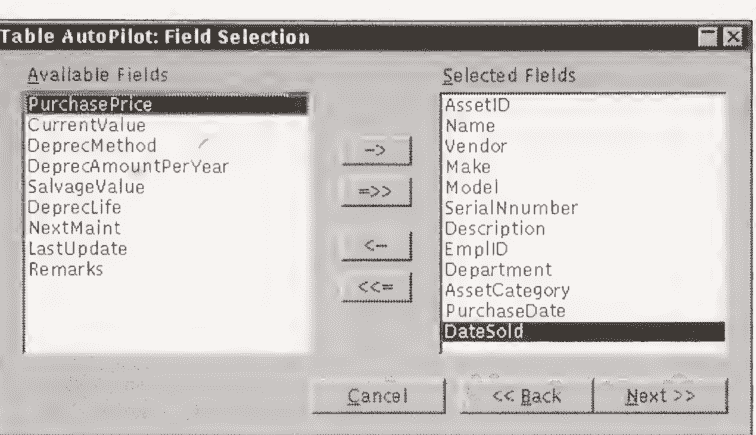 Table AutoPilot: Field Selection
Available Fields
PurchasePrice
CurrentValue
DeprecMethod
DeprecAmountPerYear
SalvageValue
DeprecLife
NextMaint
LastUpdate
Remarks
->
=>>
<-
<<=
Selected Fields
AssetID
Name
Vendor
Make
Model
SerialNnumber
Description
EmplID
Department
AssetCategory
PurchaseDate
DateSold
Cancel
<< Back
Next >>